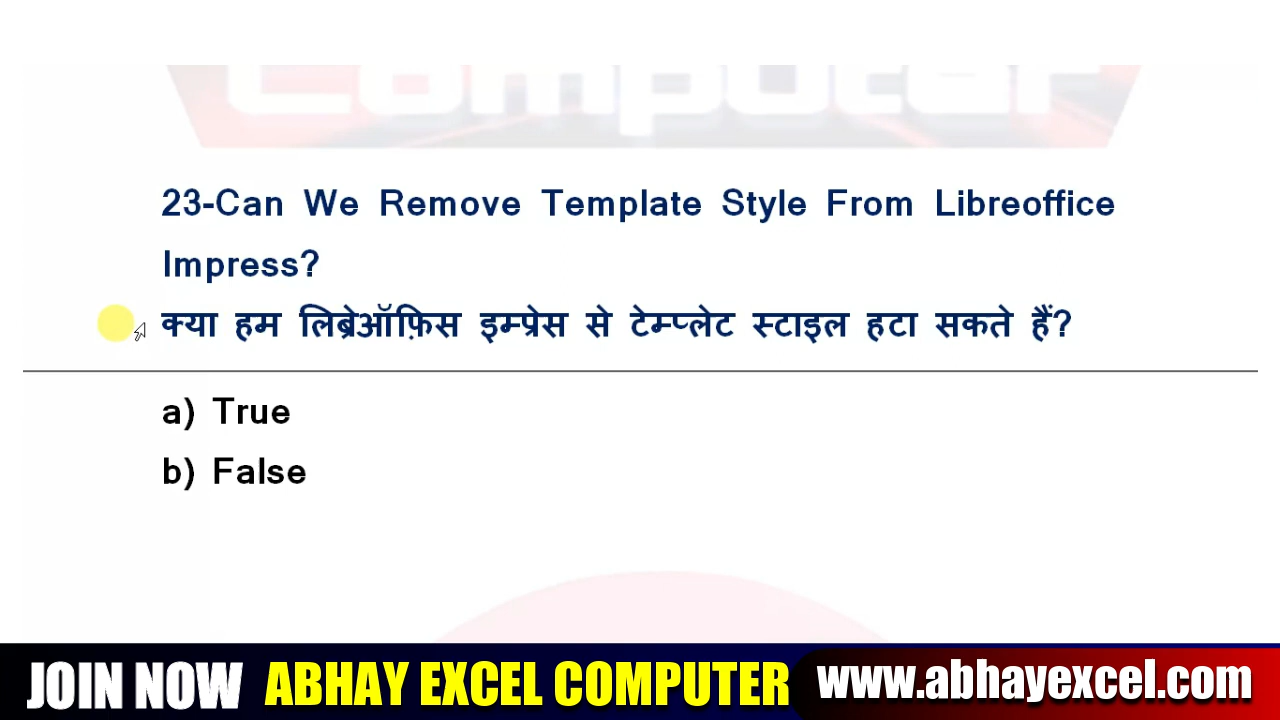 Computer
23-Can We Remove Template Style From Libreoffice
Impress?
क्या हम लिब्रेऑफ़िस इम्प्रेस से टेम्प्लेट स्टाइल हटा सकते हैं?
a) True
b) False
JOIN NOW ABHAY EXCEL COMPUTER www.abhayexcel.com